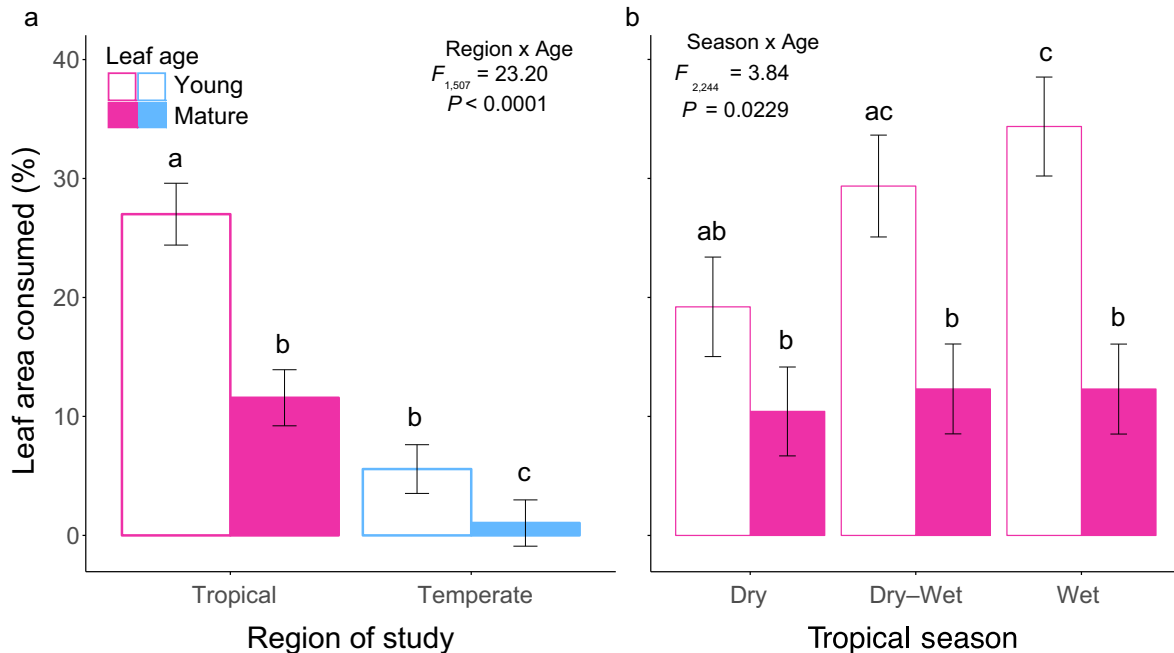 a
Leaf age
Young
Mature
Region x Age
F1,507 = 23.20
P < 0.0001
40
30
20
10
0
Leaf area consumed (%)
a
b
b
c
Tropical
Temperate
Region of study
b
Season x Age
F2,244 = 3.84
P = 0.0229
ab
b
ac
b
c
b
Dry
Dry–Wet
Wet
Tropical season